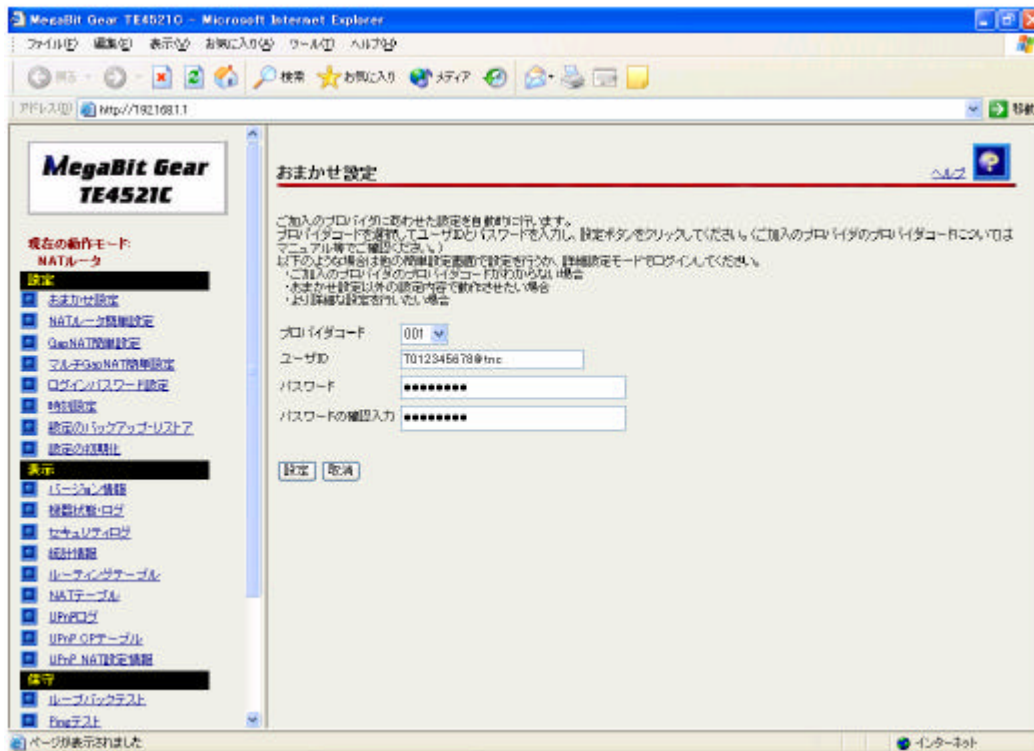 MegaBit Gear TE4521C - Microsoft Internet Explorer
ファイル(F) 編集(E) 表示(V) お気に入り(A) ツール(T) ヘルプ(H)
戻る 検索 お気に入り メディア
アドレス(D) http://192.168.1.1 移動
MegaBit Gear
TE4521C
現在の動作モード:
NATルータ
設定
おまかせ設定
NATルータ簡単設定
GapNAT簡単設定
マルチGapNAT簡単設定
ログインパスワード設定
時刻設定
設定のバックアップ・リストア
設定の初期化
表示
バージョン情報
機器状態・ログ
セキュリティログ
統計情報
ルーティングテーブル
NATテーブル
UPnPログ
UPnP CPテーブル
UPnP NAT設定情報
保守
ループバックテスト
Pingテスト
おまかせ設定
ヘルプ
ご加入のプロバイダに合わせた設定を自動的に行います。
プロバイダコードを選択してユーザIDとパスワードを入力し、設定ボタンをクリックしてください。(ご加入のプロバイダのプロバイダコードについては
マニュアル等でご確認ください。)
以下のような場合は他の簡単設定画面で設定を行うか、詳細設定モードでログインしてください。
・ご加入のプロバイダのプロバイダコードがわからない場合
・おまかせ設定以外の設定内容で動作させたい場合
・より詳細な設定を行いたい場合
プロバイダコード 001
ユーザID T012345678@tnc
パスワード ●●●●●●●●
パスワードの確認入力 ●●●●●●●●
設定 取消
ページが表示されました インターネット